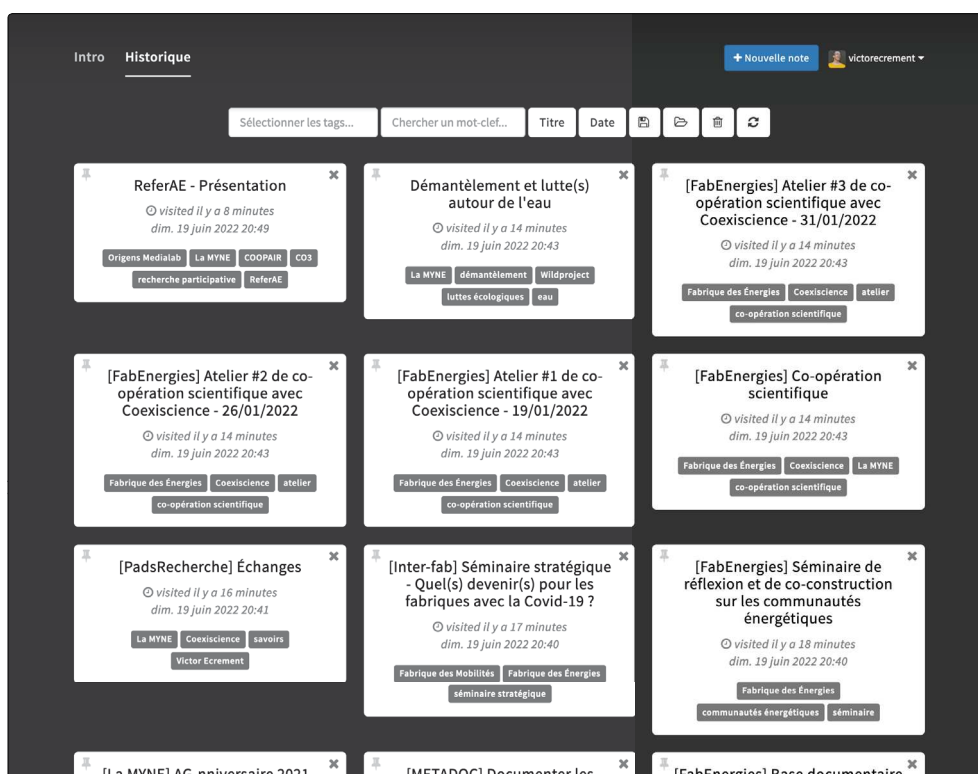 Intro Historique
+ Nouvelle note victorecrement
Sélectionner les tags... Chercher un mot-clef... Titre Date
ReferAE - Présentation
visited il y a 8 minutes
dim. 19 juin 2022 20:49
Origens Medialab La MYNE COOPAIR CO3
recherche participative ReferAE
Démantèlement et lutte(s)
autour de l'eau
visited il y a 14 minutes
dim. 19 juin 2022 20:43
La MYNE démantèlement Wildproject
luttes écologiques eau
[FabEnergies] Atelier #3 de co-
opération scientifique avec
Coexiscience - 31/01/2022
visited il y a 14 minutes
dim. 19 juin 2022 20:43
Fabrique des Énergies Coexiscience atelier
co-opération scientifique
[FabEnergies] Atelier #2 de co-
opération scientifique avec
Coexiscience - 26/01/2022
visited il y a 14 minutes
dim. 19 juin 2022 20:43
Fabrique des Énergies Coexiscience atelier
co-opération scientifique
[FabEnergies] Atelier #1 de co-
opération scientifique avec
Coexiscience - 19/01/2022
visited il y a 14 minutes
dim. 19 juin 2022 20:43
Fabrique des Énergies Coexiscience atelier
co-opération scientifique
[FabEnergies] Co-opération
scientifique
visited il y a 14 minutes
dim. 19 juin 2022 20:43
Fabrique des Énergies Coexiscience La MYNE
co-opération scientifique
[PadsRecherche] Échanges
visited il y a 16 minutes
dim. 19 juin 2022 20:41
La MYNE Coexiscience savoirs
Victor Ecrement
[Inter-fab] Séminaire stratégique
- Quel(s) devenir(s) pour les
fabriques avec la Covid-19 ?
visited il y a 17 minutes
dim. 19 juin 2022 20:40
Fabrique des Mobilités Fabrique des Énergies
séminaire stratégique
[FabEnergies] Séminaire de
réflexion et de co-construction
sur les communautés
énergétiques
visited il y a 18 minutes
dim. 19 juin 2022 20:40
Fabrique des Énergies
communautés énergétiques séminaire
[La MYNE] AG-nniversaire 2021
[METADOC] Documenter les
[FabEnergies] Base documentaire